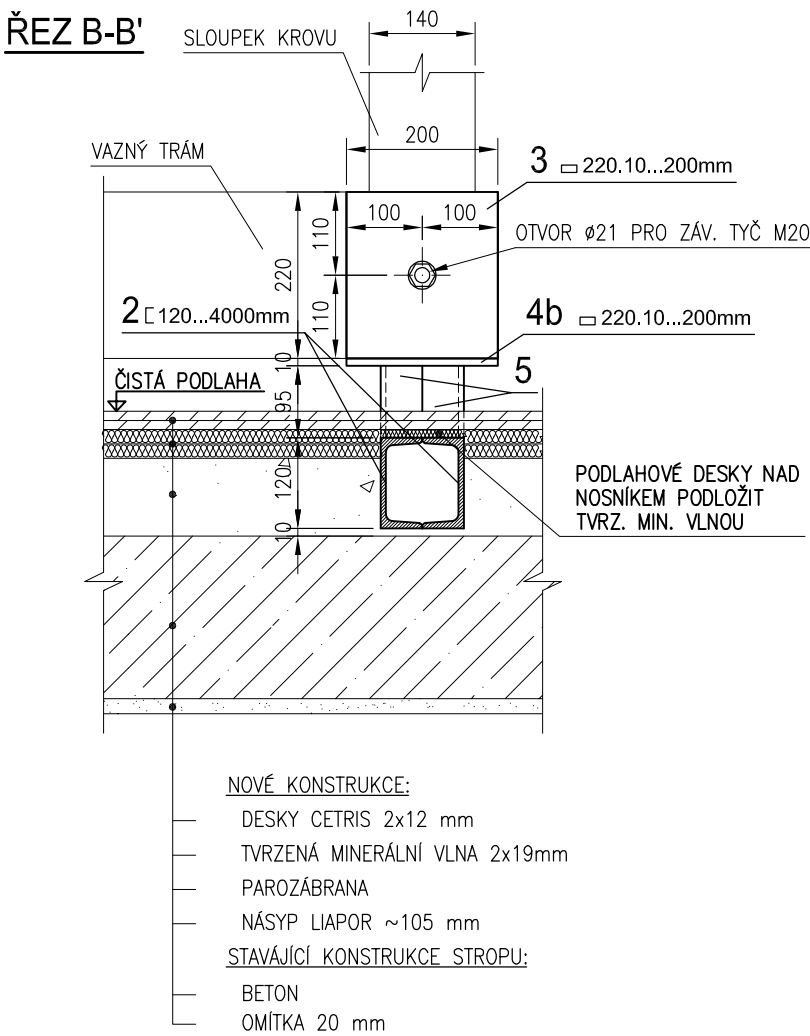 ŘEZ B-B'
SLOUPEK KROVU
140
VAZNÝ TRÁM
200
3 □ 220.10...200mm
100
100
110
OTVOR ø21 PRO ZÁV. TYČ M20
220
110
2 [ 120...4000mm
4b □ 220.10...200mm
10
5
ČISTÁ PODLAHA
95
120
10
PODLAHOVÉ DESKY NAD
NOSNÍKEM PODLOŽIT
TVRZ. MIN. VLNOU
NOVÉ KONSTRUKCE:
DESKY CETRIS 2x12 mm
TVRZENÁ MINERÁLNÍ VLNA 2x19mm
PAROZÁBRANA
NÁSYP LIAPOR ~105 mm
STAVÁJÍCÍ KONSTRUKCE STROPU:
BETON
OMÍTKA 20 mm